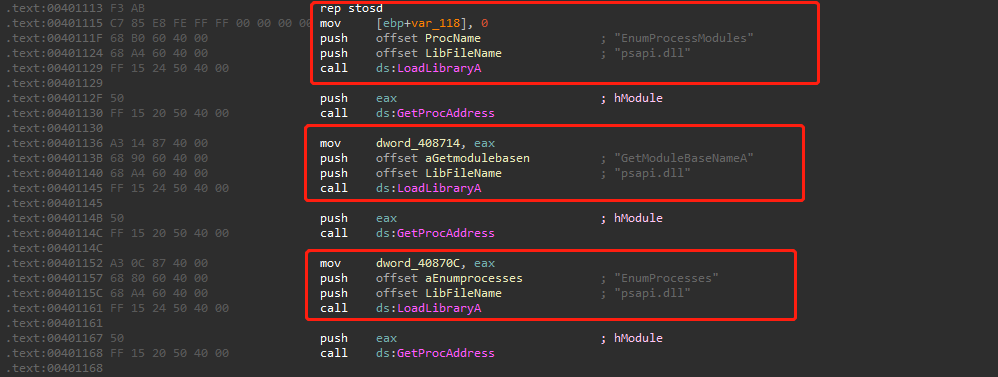 .text:00401113 F3 AB rep stosd
.text:00401115 C7 85 E8 FE FF FF 00 00 00 00 mov [ebp+var_118], 0
.text:0040111F 68 B0 60 40 00 push offset ProcName ; "EnumProcessModules"
.text:00401124 68 A4 60 40 00 push offset LibFileName ; "psapi.dll"
.text:00401129 FF 15 24 50 40 00 call ds:LoadLibraryA
.text:00401129
.text:0040112F 50 push eax ; hModule
.text:00401130 FF 15 20 50 40 00 call ds:GetProcAddress
.text:00401130
.text:00401136 A3 14 87 40 00 mov dword_408714, eax
.text:0040113B 68 90 60 40 00 push offset aGetmodulebasen ; "GetModuleBaseNameA"
.text:00401140 68 A4 60 40 00 push offset LibFileName ; "psapi.dll"
.text:00401145 FF 15 24 50 40 00 call ds:LoadLibraryA
.text:00401145
.text:0040114B 50 push eax ; hModule
.text:0040114C FF 15 20 50 40 00 call ds:GetProcAddress
.text:0040114C
.text:00401152 A3 0C 87 40 00 mov dword_40870C, eax
.text:00401157 68 80 60 40 00 push offset aEnumprocesses ; "EnumProcesses"
.text:0040115C 68 A4 60 40 00 push offset LibFileName ; "psapi.dll"
.text:00401161 FF 15 24 50 40 00 call ds:LoadLibraryA
.text:00401161
.text:00401167 50 push eax ; hModule
.text:00401168 FF 15 20 50 40 00 call ds:GetProcAddress
.text:00401168